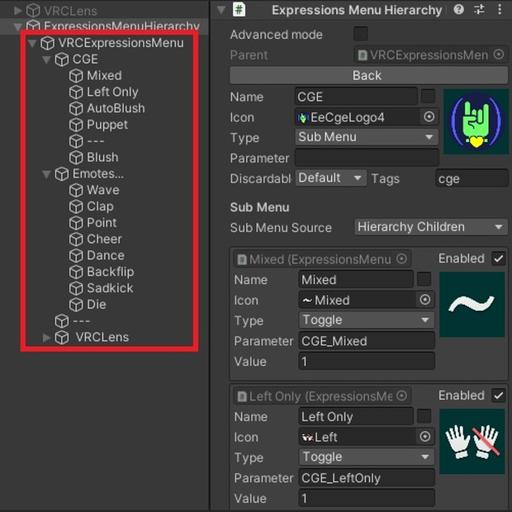 VRCLens
ExpressionsMenuHierarchy
VRCExpressionsMenu
CGE
Mixed
Left Only
AutoBlush
Puppet
---
Blush
Emotes...
Wave
Clap
Point
Cheer
Dance
Backflip
Sadkick
Die
---
VRCLens
Expressions Menu Hierarchy
Advanced mode
Parent VRCExpressionsMen
Back
Name CGE
Icon EeCgeLogo4
Type Sub Menu
Parameter
Discardabl Default Tags cge
Sub Menu
Sub Menu Source Hierarchy Children
Mixed (ExpressionsMenu Enabled
Name Mixed
Icon Mixed
Type Toggle
Parameter CGE_Mixed
Value 1
Left Only (ExpressionsMe Enabled
Name Left Only
Icon Left
Type Toggle
Parameter CGE_LeftOnly
Value 1